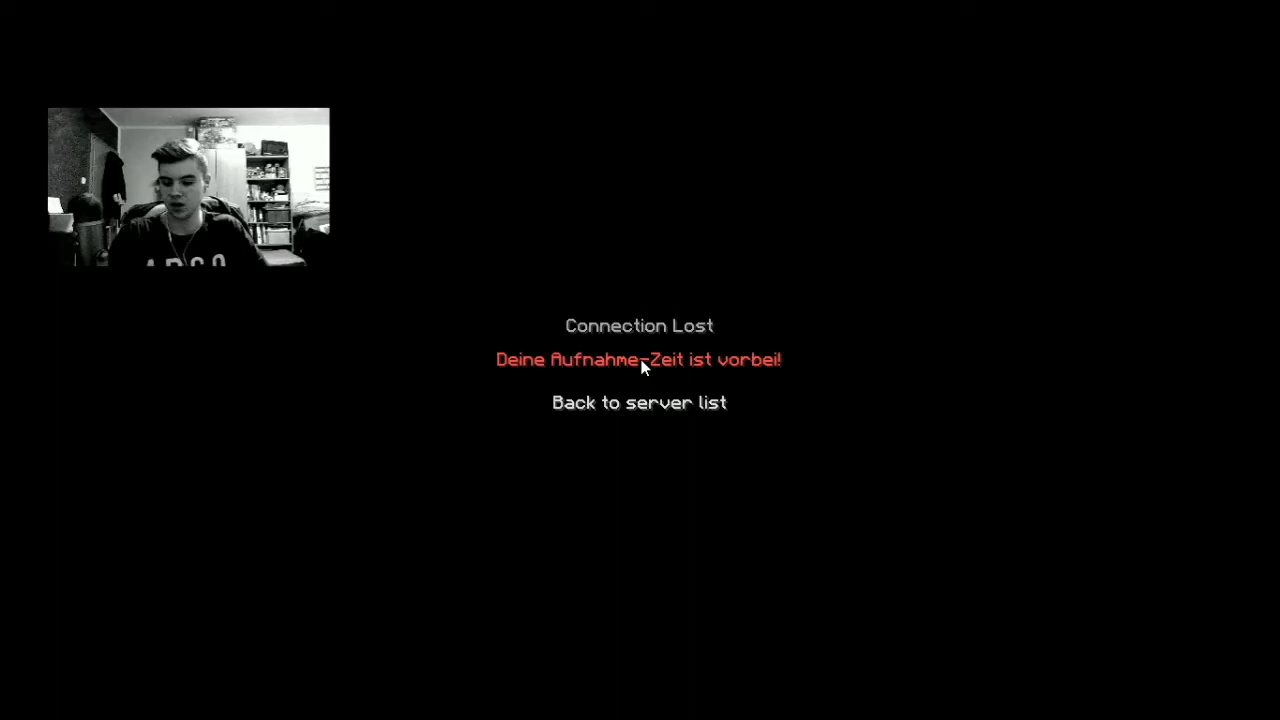 Connection Lost
Deine Aufnahme-Zeit ist vorbei!
Back to server list